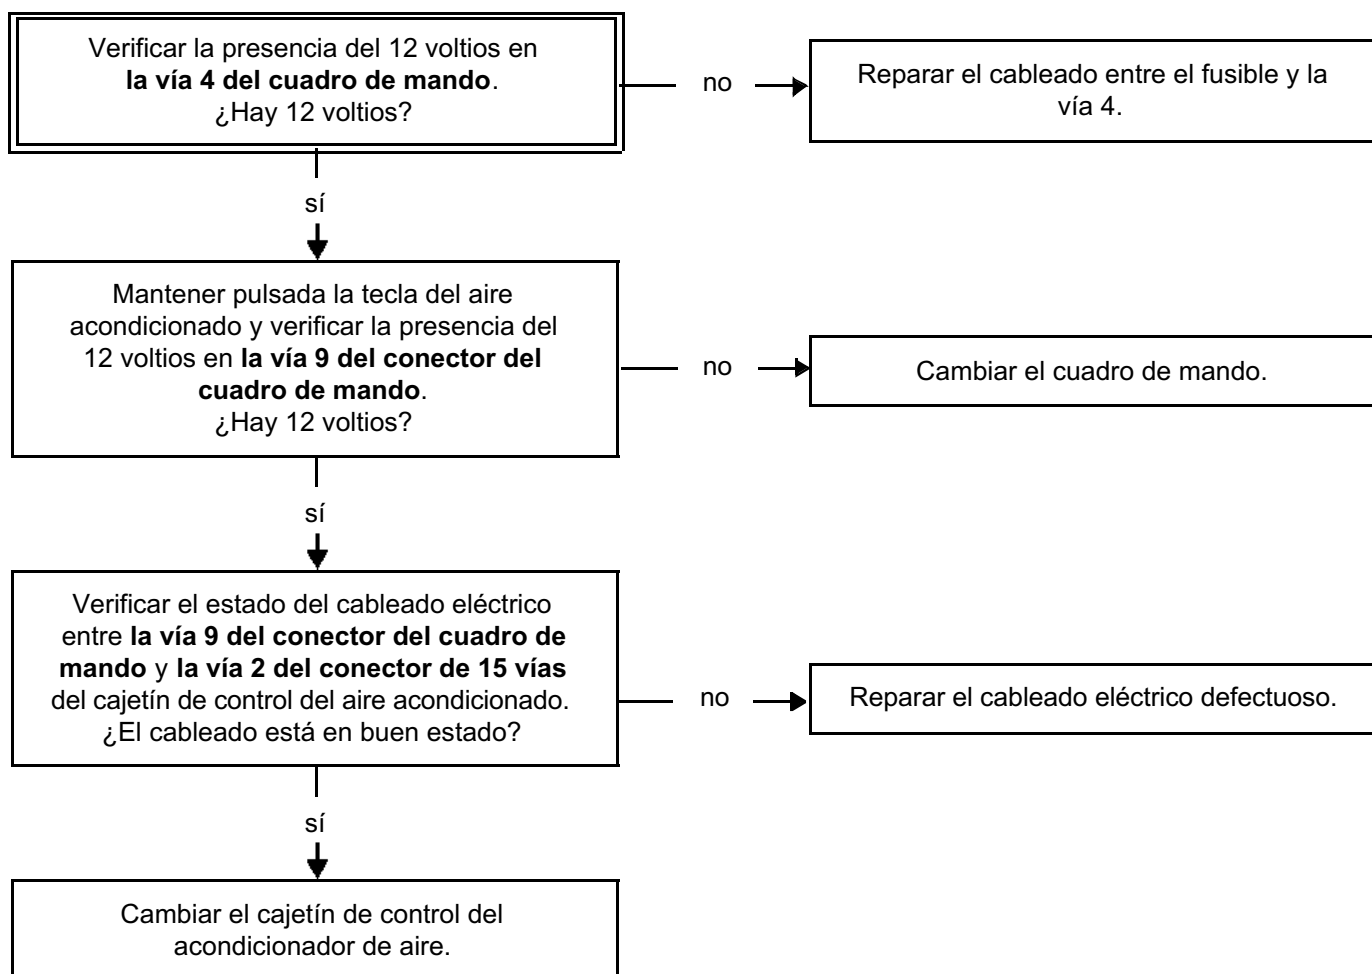 Verificar la presencia del 12 voltios en
la vía 4 del cuadro de mando.
¿Hay 12 voltios?
no
Reparar el cableado entre el fusible y la
vía 4.
sí
Mantener pulsada la tecla del aire
acondicionado y verificar la presencia del
12 voltios en la vía 9 del conector del
cuadro de mando.
¿Hay 12 voltios?
no
Cambiar el cuadro de mando.
sí
Verificar el estado del cableado eléctrico
entre la vía 9 del conector del cuadro de
mando y la vía 2 del conector de 15 vías
del cajetín de control del aire acondicionado.
¿El cableado está en buen estado?
no
Reparar el cableado eléctrico defectuoso.
sí
Cambiar el cajetín de control del
acondicionador de aire.